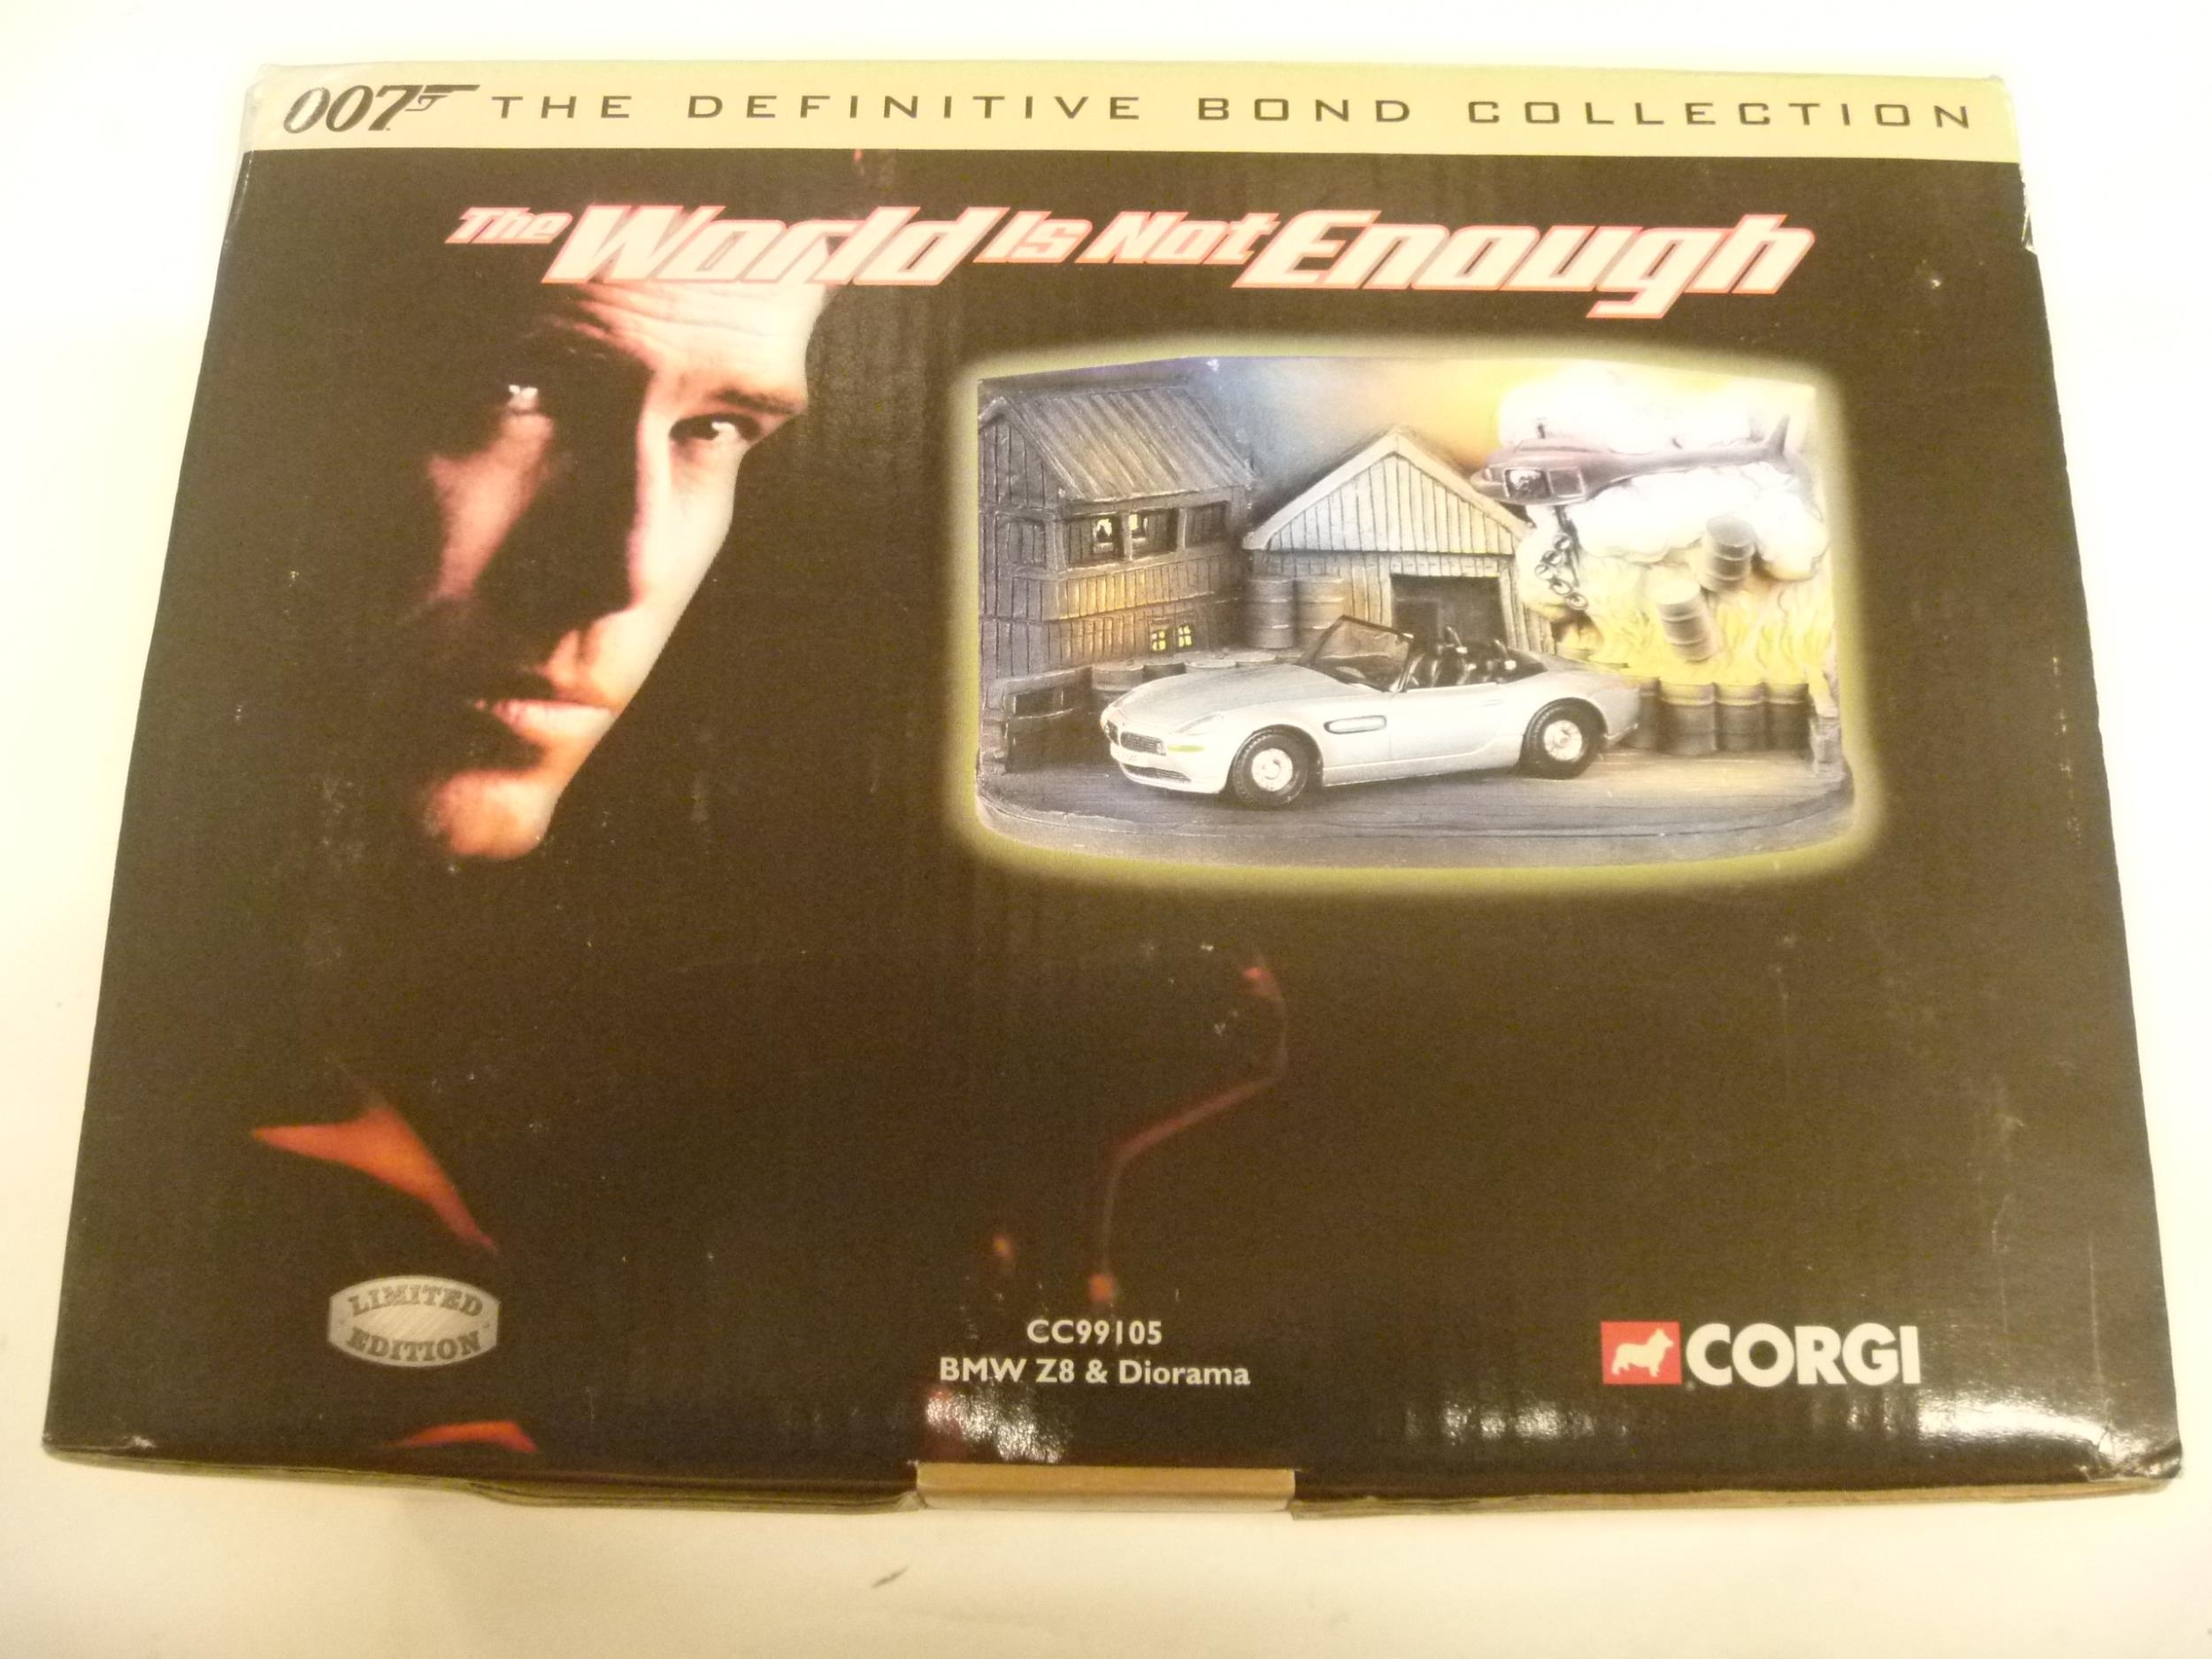 007 THE DEFINITIVE BOND COLLECTION
The World Is Not Enough
LIMITED
EDITION
CC99105
BMW Z8 & Diorama
CORGI